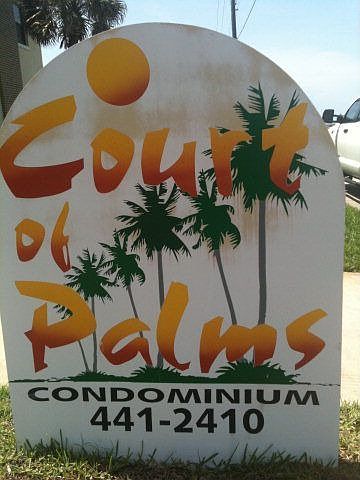 Court
of
Palms
CONDOMINIUM
441-2410